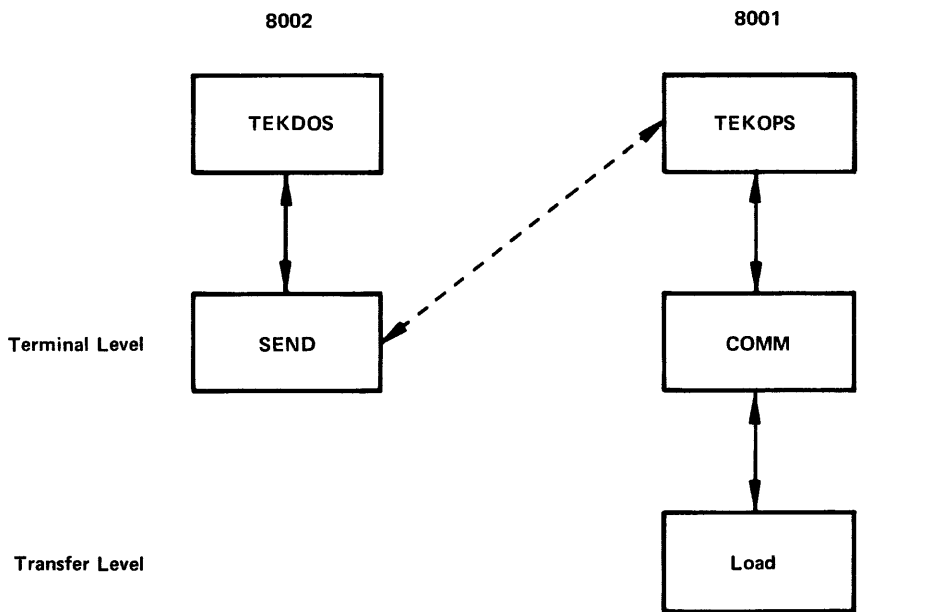 8002
8001
TEKDOS
TEKOPS
Terminal Level
SEND
COMM
Transfer Level
Load